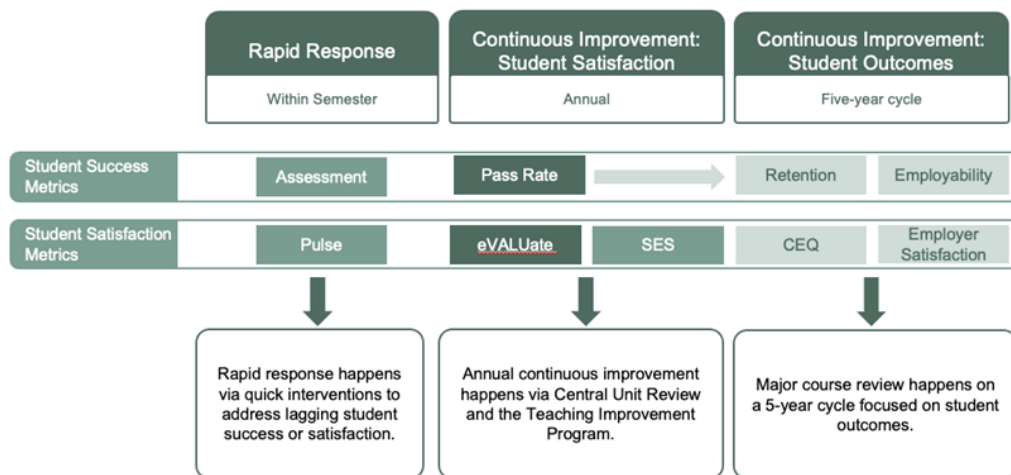 Rapid Response
Within Semester
Continuous Improvement:
Student Satisfaction
Annual
Continuous Improvement:
Student Outcomes
Five-year cycle
Student Success
Metrics
Assessment
Pass Rate
Retention
Employability
Student Satisfaction
Metrics
Pulse
eVALUate
SES
CEQ
Employer
Satisfaction
Rapid response happens
via quick interventions to
address lagging student
success or satisfaction.
Annual continuous improvement
happens via Central Unit Review
and the Teaching Improvement
Program.
Major course review happens on
a 5-year cycle focused on student
outcomes.